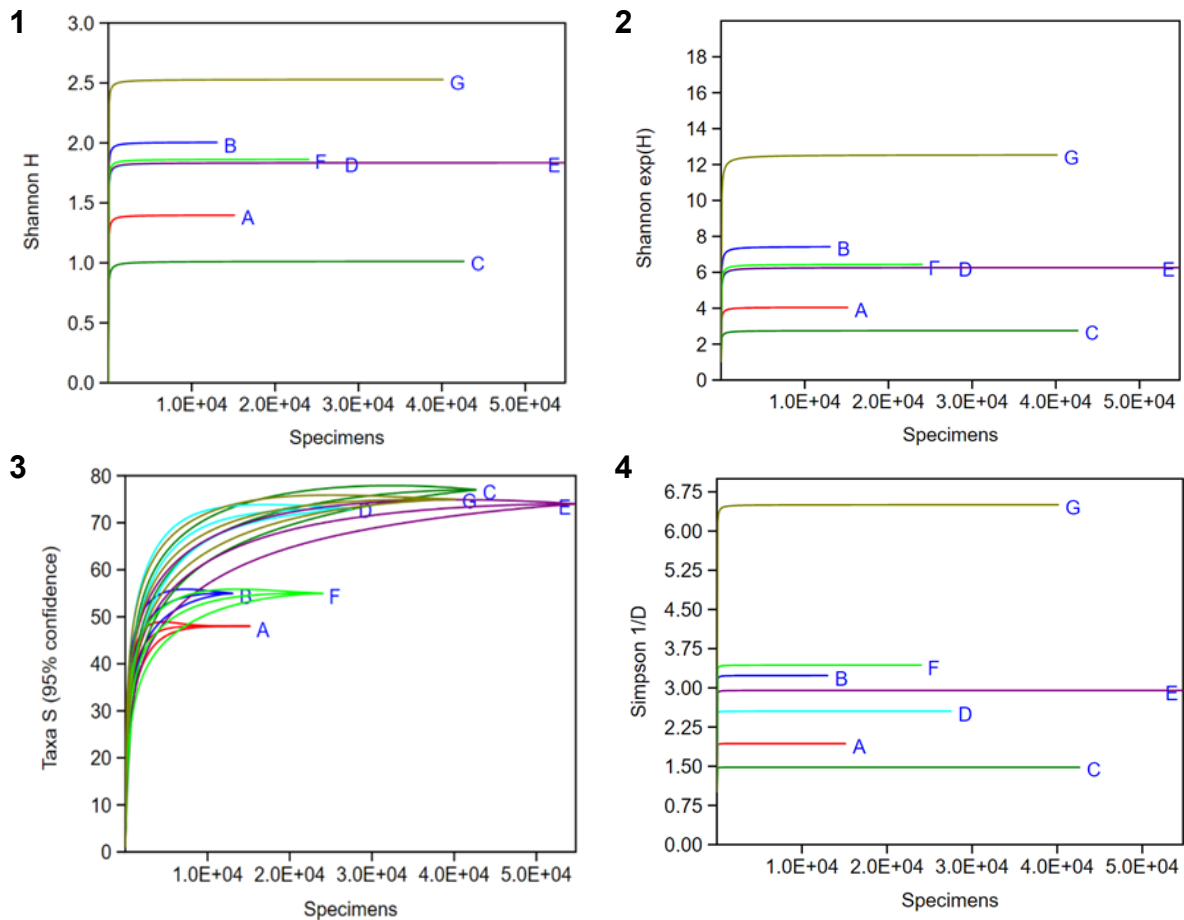 1
3.0
2.5
2.0
1.5
1.0
0.5
0.0
Shannon H
G
B
F
D
E
A
C
1.0E+04 2.0E+04 3.0E+04 4.0E+04 5.0E+04
Specimens
2
18
16
14
12
10
8
6
4
2
0
Shannon exp(H)
G
B
F
D
E
A
C
1.0E+04 2.0E+04 3.0E+04 4.0E+04 5.0E+04
Specimens
3
80
70
60
50
40
30
20
10
0
Taxa S (95% confidence)
C
G
E
D
B
F
A
1.0E+04 2.0E+04 3.0E+04 4.0E+04 5.0E+04
Specimens
4
6.75
6.00
5.25
4.50
3.75
3.00
2.25
1.50
0.75
0.00
Simpson 1/D
G
F
B
E
D
A
C
1.0E+04 2.0E+04 3.0E+04 4.0E+04 5.0E+04
Specimens